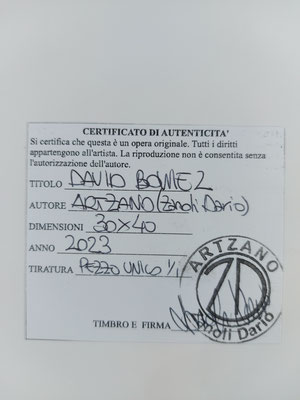 CERTIFICATO DI AUTENTICITA'
Si certifica che questa è un opera originale. Tutti i diritti
appartengono all'artista. La riproduzione non è consentita senza
l'autorizzazione dell'autore.
TITOLO DAVID BOMEZ
AUTORE ARTZANO (Zanoli Dario)
DIMENSIONI 30x40
ANNO 2023
TIRATURA PEZZO UNICO 1/1
ARTZANO
Zanoli Dario
TIMBRO E FIRMA